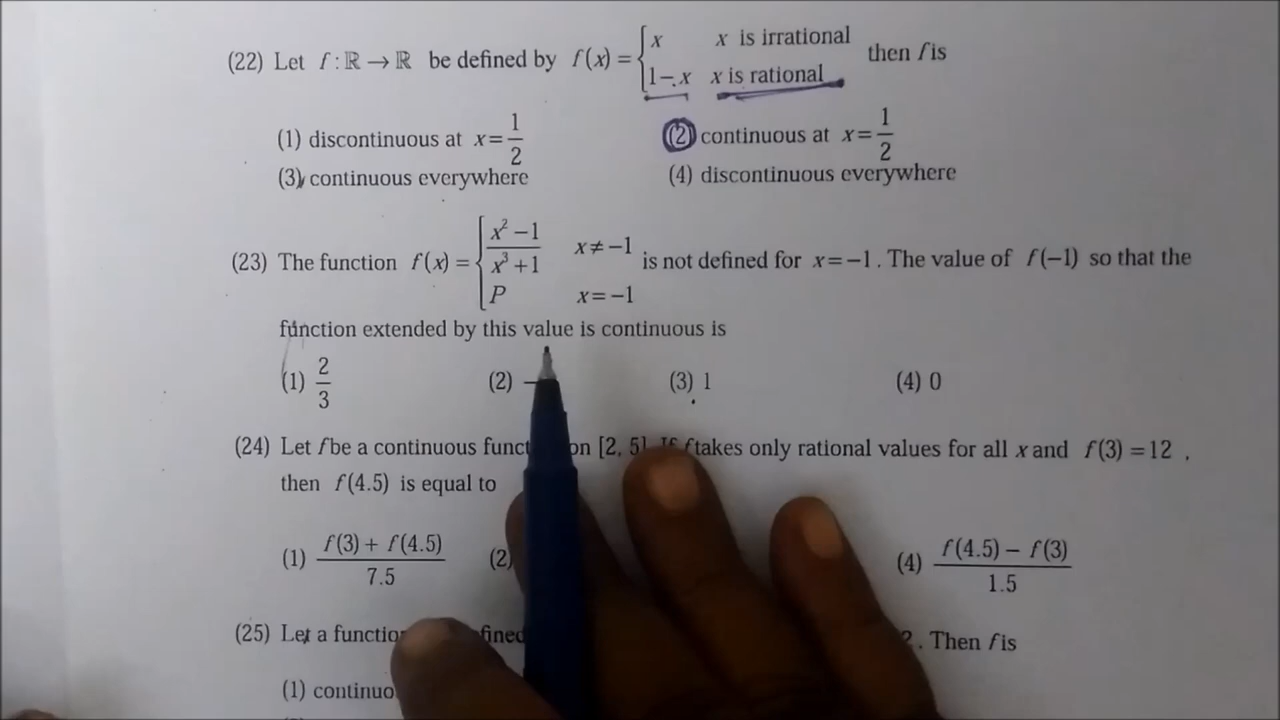 (22) Let f : ℝ → ℝ be defined by f(x) = { x x is irrational
1−x x is rational then f is
(1) discontinuous at x = 1/2 (2) continuous at x = 1/2
(3) continuous everywhere (4) discontinuous everywhere
(23) The function f(x) = { (x² − 1)/(x³ + 1) x ≠ −1
P x = −1 is not defined for x = −1. The value of f(−1) so that the
function extended by this value is continuous is
(1) 2/3 (2) (3) 1 (4) 0
(24) Let f be a continuous on [2, 5]. If f takes only rational values for all x and f(3) = 12 ,
then f(4.5) is equal to
(1) (f(3) + f(4.5))/7.5 (2) (4) (f(4.5) − f(3))/1.5
(25) Let a . Then f is
(1)